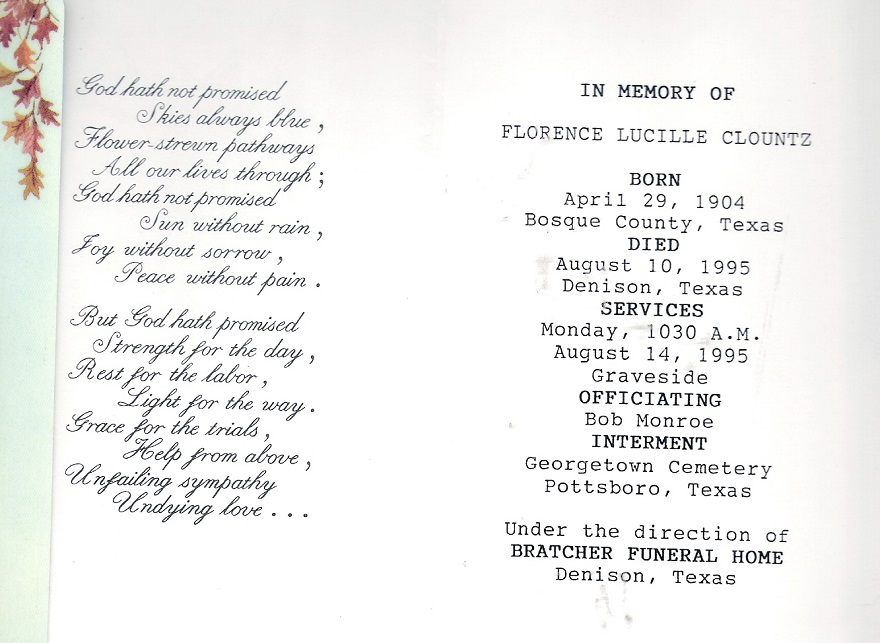 God hath not promised
Skies always blue,
Flower-strewn pathways
All our lives through;
God hath not promised
Sun without rain,
Joy without sorrow,
Peace without pain.
But God hath promised
Strength for the day,
Rest for the labor,
Light for the way.
Grace for the trials,
Help from above,
Unfailing sympathy
Undying love...
IN MEMORY OF
FLORENCE LUCILLE CLOUNTZ
BORN
April 29, 1904
Bosque County, Texas
DIED
August 10, 1995
Denison, Texas
SERVICES
Monday, 1030 A.M.
August 14, 1995
Graveside
OFFICIATING
Bob Monroe
INTERMENT
Georgetown Cemetery
Pottsboro, Texas
Under the direction of
BRATCHER FUNERAL HOME
Denison, Texas